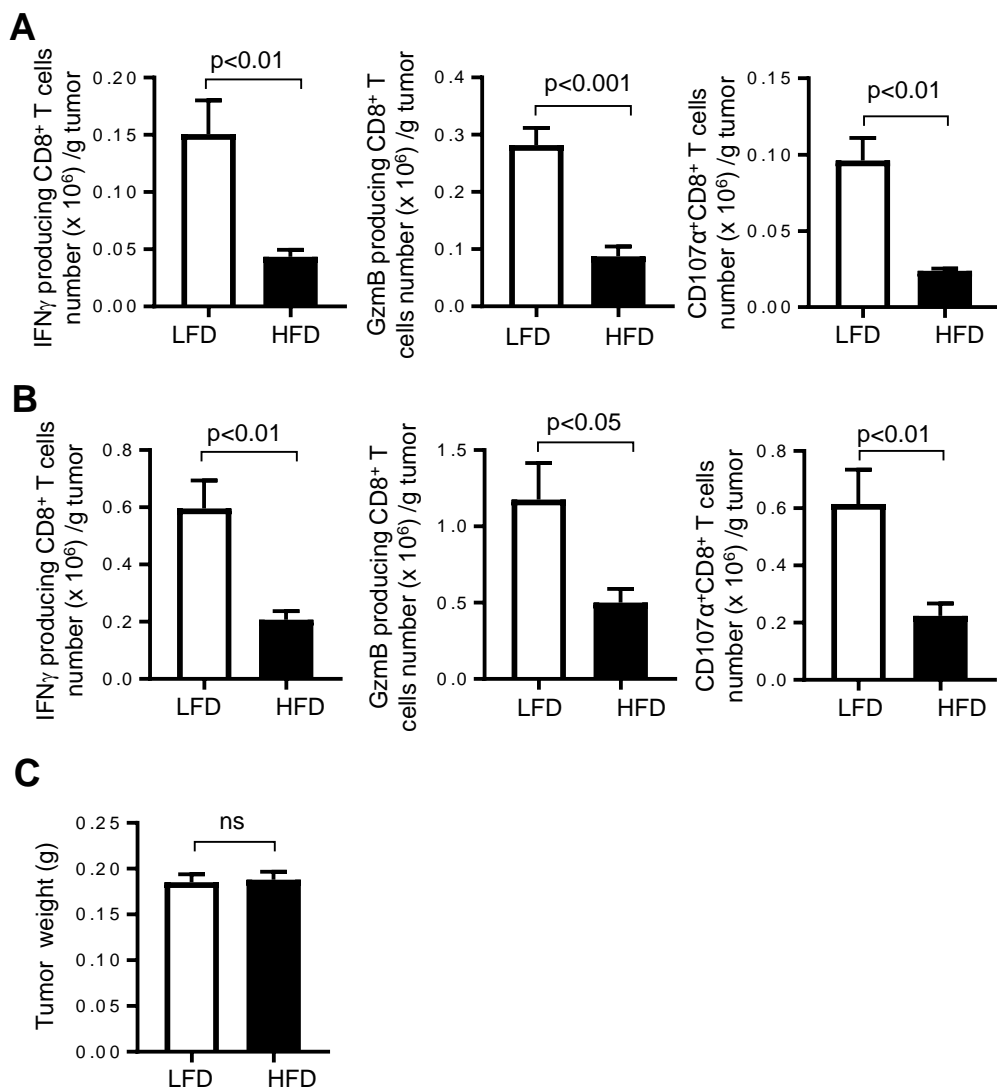 A
IFNγ producing CD8⁺ T cells
number (x 10⁶) /g tumor
0.20
0.15
0.10
0.05
0.00
p<0.01
LFD HFD
GzmB producing CD8⁺ T
cells number (x 10⁶) /g tumor
0.4
0.3
0.2
0.1
0.0
p<0.001
LFD HFD
CD107α⁺CD8⁺ T cells
number (x 10⁶) /g tumor
0.15
0.10
0.05
0.00
p<0.01
LFD HFD
B
IFNγ producing CD8⁺ T cells
number (x 10⁶) /g tumor
0.8
0.6
0.4
0.2
0.0
p<0.01
LFD HFD
GzmB producing CD8⁺ T
cells number (x 10⁶) /g tumor
1.5
1.0
0.5
0.0
p<0.05
LFD HFD
CD107α⁺CD8⁺ T cells
number (x 10⁶) /g tumor
0.8
0.6
0.4
0.2
0.0
p<0.01
LFD HFD
C
Tumor weight (g)
0.25
0.20
0.15
0.10
0.05
0.00
ns
LFD HFD